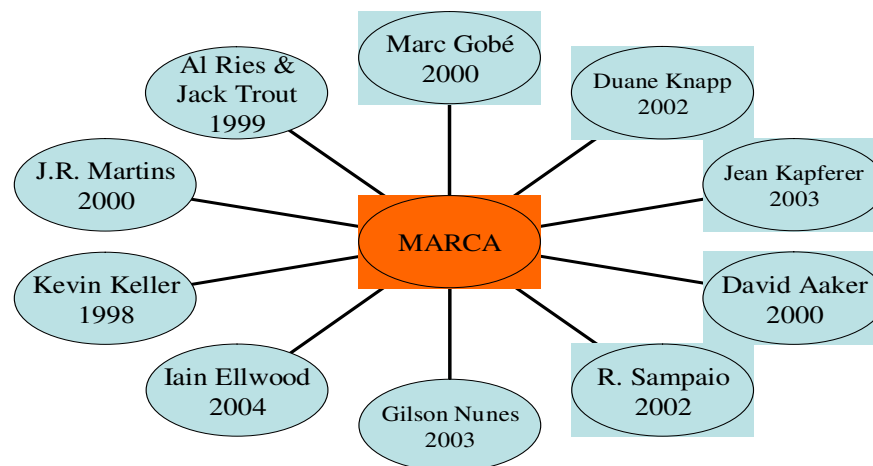 Marc Gobé
2000
Al Ries &
Jack Trout
1999
Duane Knapp
2002
J.R. Martins
2000
Jean Kapferer
2003
MARCA
Kevin Keller
1998
David Aaker
2000
Iain Ellwood
2004
R. Sampaio
2002
Gilson Nunes
2003